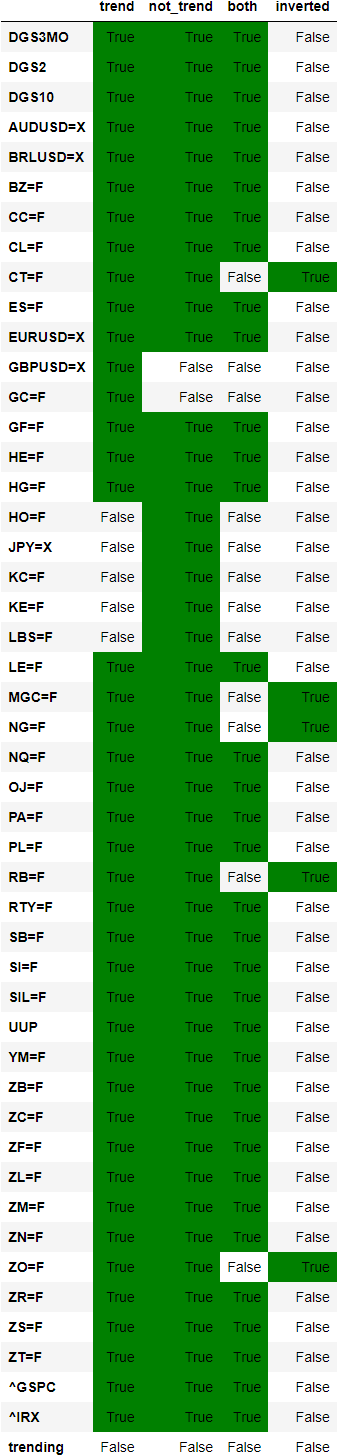 trend not_trend both inverted
DGS3MO True True True False
DGS2 True True True False
DGS10 True True True False
AUDUSD=X True True True False
BRLUSD=X True True True False
BZ=F True True True False
CC=F True True True False
CL=F True True True False
CT=F True True False True
ES=F True True True False
EURUSD=X True True True False
GBPUSD=X True False False False
GC=F True False False False
GF=F True True True False
HE=F True True True False
HG=F True True True False
HO=F False True False False
JPY=X False True False False
KC=F False True False False
KE=F False True False False
LBS=F False True False False
LE=F True True True False
MGC=F True True False True
NG=F True True False True
NQ=F True True True False
OJ=F True True True False
PA=F True True True False
PL=F True True True False
RB=F True True False True
RTY=F True True True False
SB=F True True True False
SI=F True True True False
SIL=F True True True False
UUP True True True False
YM=F True True True False
ZB=F True True True False
ZC=F True True True False
ZF=F True True True False
ZL=F True True True False
ZM=F True True True False
ZN=F True True True False
ZO=F True True False True
ZR=F True True True False
ZS=F True True True False
ZT=F True True True False
^GSPC True True True False
^IRX True True True False
trending False False False False